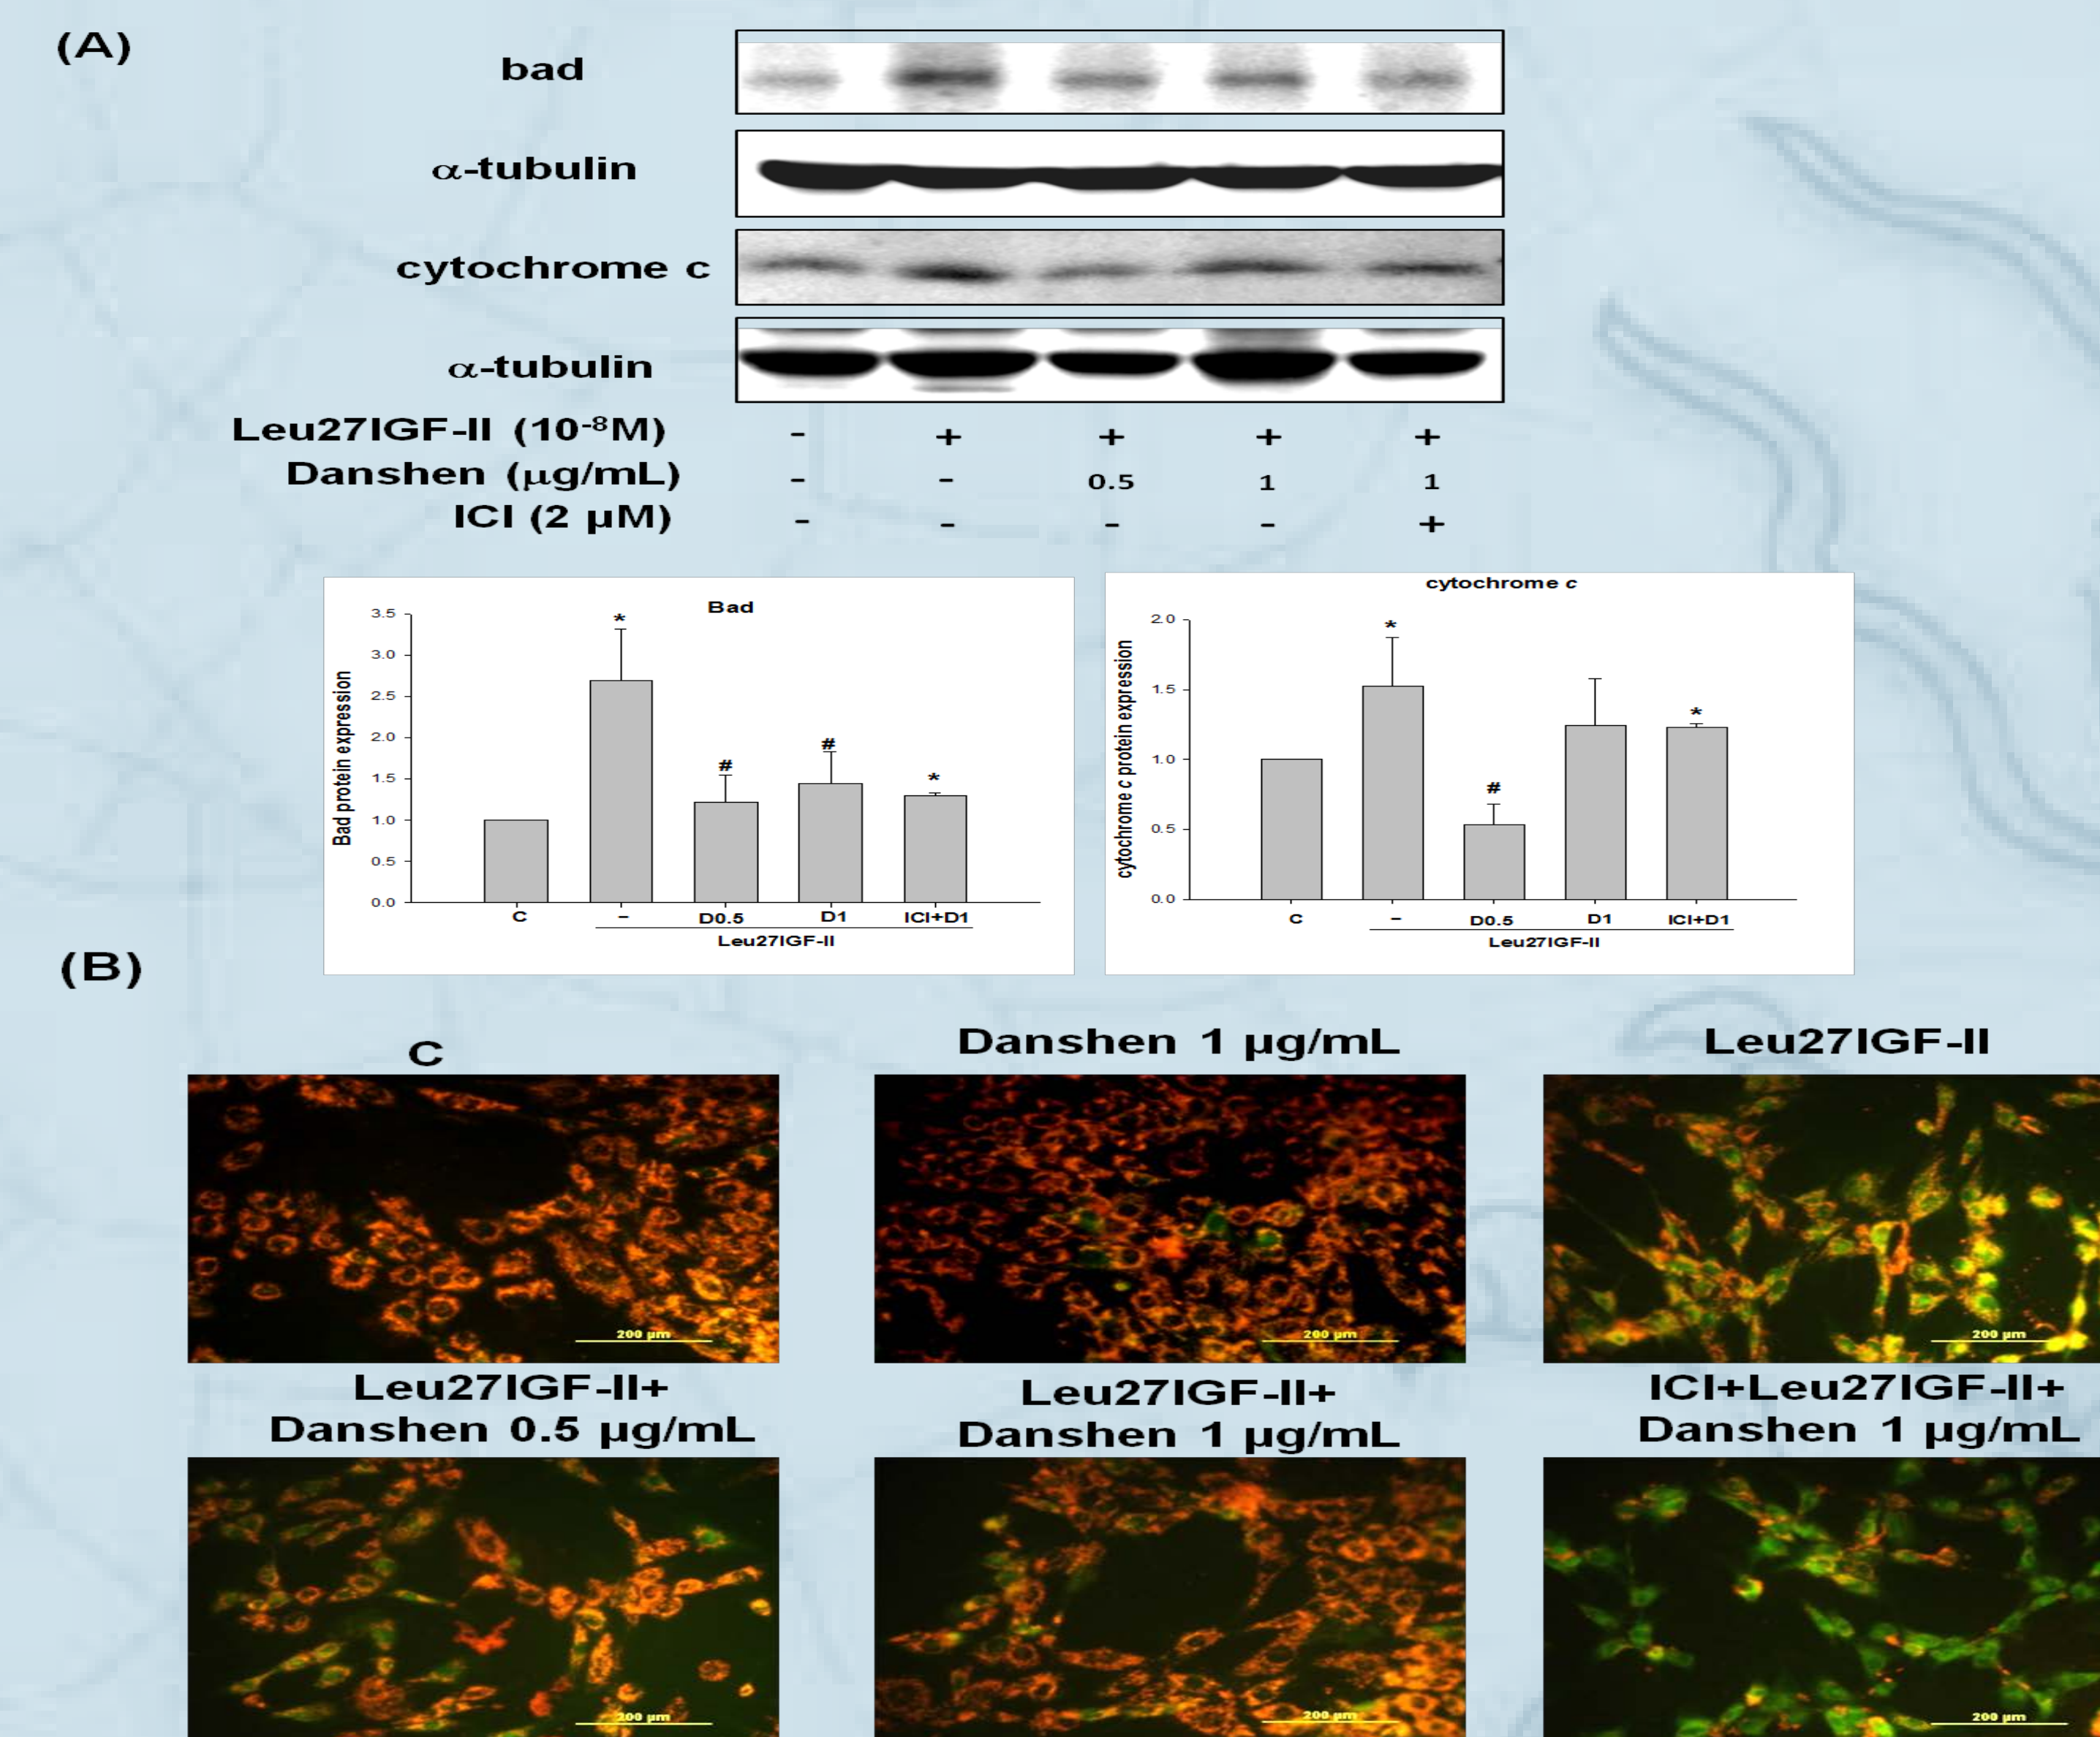 (A)
bad
α-tubulin
cytochrome c
α-tubulin
Leu27IGF-II (10-8M) - + + + +
Danshen (μg/mL) - - 0.5 1 1
ICI (2 μM) - - - - +
Bad
Bad protein expression
3.5
3.0
2.5
2.0
1.5
1.0
0.5
0.0
*
#
#
*
C – D0.5 D1 ICI+D1
Leu27IGF-II
cytochrome c
cytochrome c protein expression
2.0
1.5
1.0
0.5
0.0
*
#
*
C – D0.5 D1 ICI+D1
Leu27IGF-II
(B)
C
200 μm
Danshen 1 μg/mL
200 μm
Leu27IGF-II
200 μm
Leu27IGF-II+
Danshen 0.5 μg/mL
200 μm
Leu27IGF-II+
Danshen 1 μg/mL
200 μm
ICI+Leu27IGF-II+
Danshen 1 μg/mL
200 μm